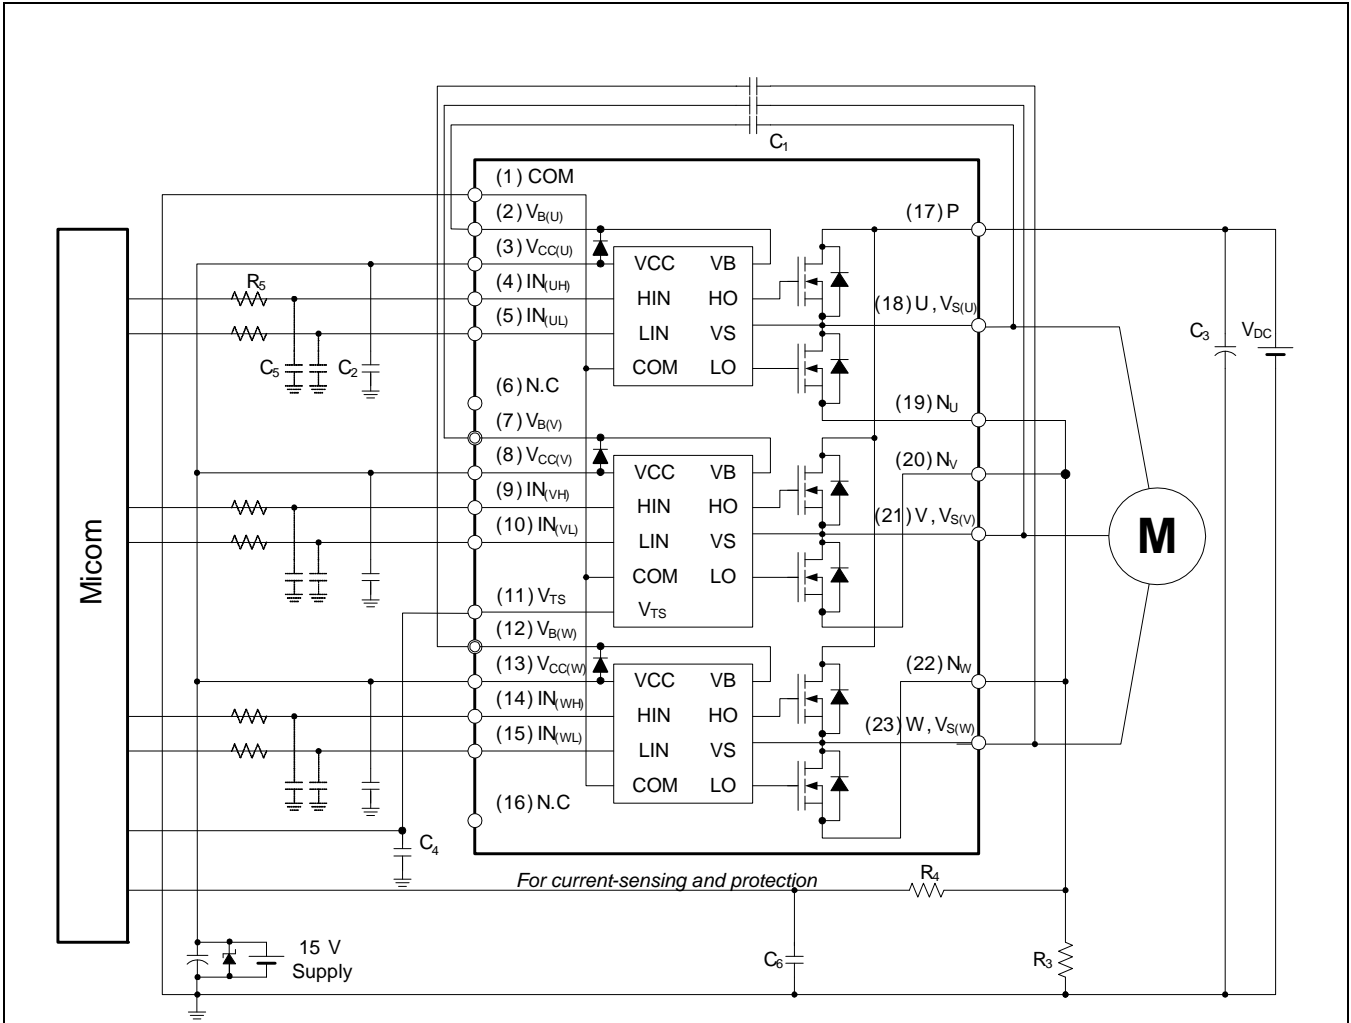 C1
(1) COM
(2) VB(U)
(3) VCC(U)
(4) IN(UH)
(5) IN(UL)
(6) N.C
(7) VB(V)
(8) VCC(V)
(9) IN(VH)
(10) IN(VL)
(11) VTS
(12) VB(W)
(13) VCC(W)
(14) IN(WH)
(15) IN(WL)
(16) N.C
VCC VB
HIN HO
LIN VS
COM LO
VCC VB
HIN HO
LIN VS
COM LO
VTS
VCC VB
HIN HO
LIN VS
COM LO
(17) P
(18) U, VS(U)
(19) NU
(20) NV
(21) V, VS(V)
(22) NW
(23) W, VS(W)
R5
C5
C2
C3
VDC
M
Micom
C4
For current-sensing and protection
R4
15 V
Supply
C6
R3